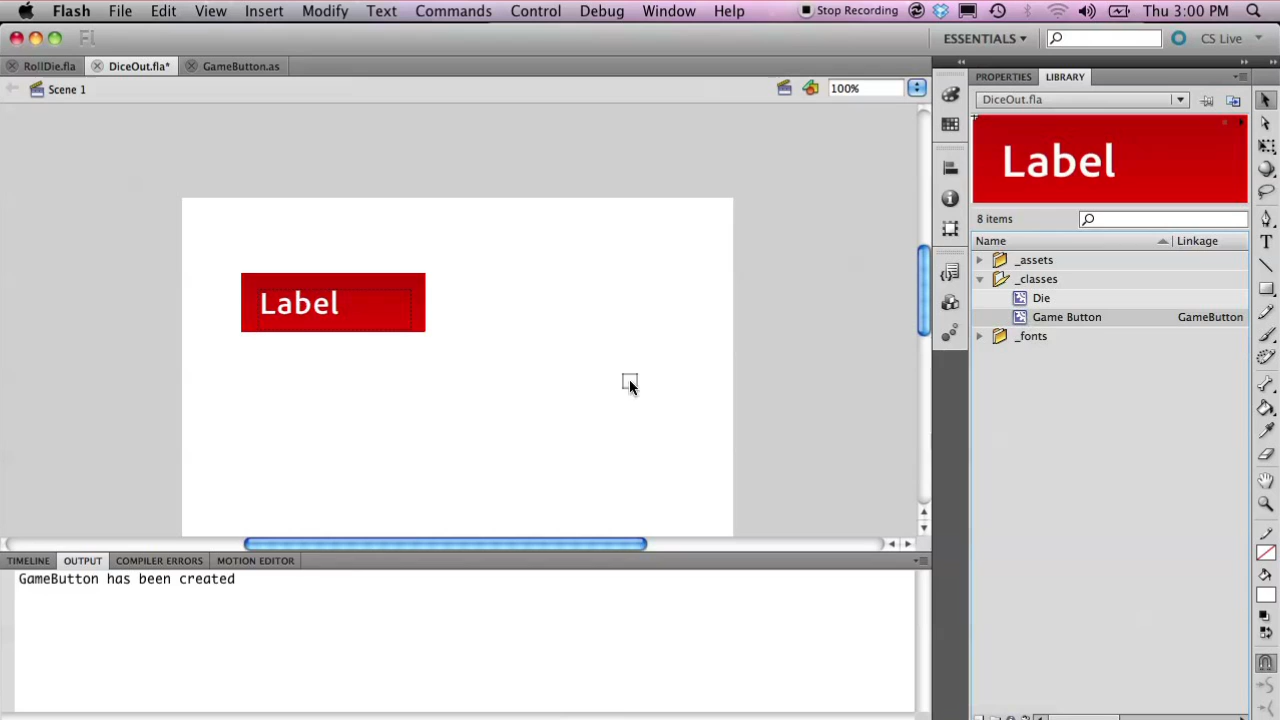 Flash File Edit View Insert Modify Text Commands Control Debug Window Help Stop Recording Thu 3:00 PM
Fl ESSENTIALS CS Live
RollDie.fla DiceOut.fla* GameButton.as PROPERTIES LIBRARY
Scene 1 100% DiceOut.fla
Label
8 items
Name Linkage
_assets
_classes
Die
Game Button GameButton
_fonts
Label
TIMELINE OUTPUT COMPILER ERRORS MOTION EDITOR
GameButton has been created